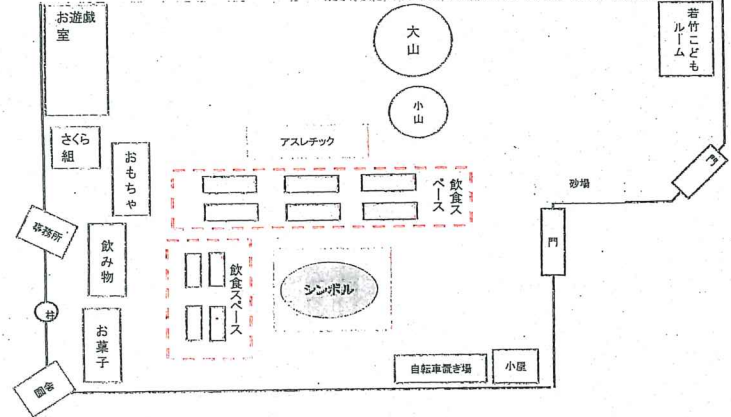 お遊戯
室
大
山
若竹こども
ルーム
小
山
さくら
組
アスレチック
おもちゃ
飲食ス
ペース
砂場
門
門
事務所
飲み物
飲食スペース
シンボル
お菓子
自転車置き場
小屋